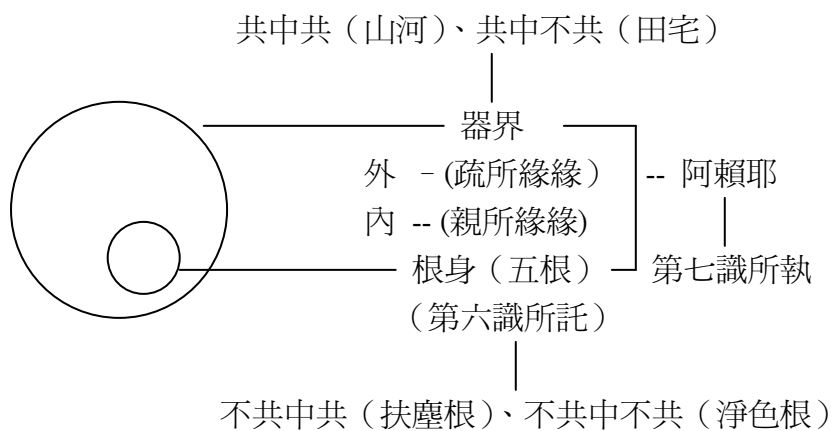 共中共（山河）、共中不共（田宅）
器界
外 - (疏所緣緣） -- 阿賴耶
內 -- (親所緣緣)
根身（五根） 第七識所執
（第六識所託）
不共中共（扶塵根）、不共中不共（淨色根）